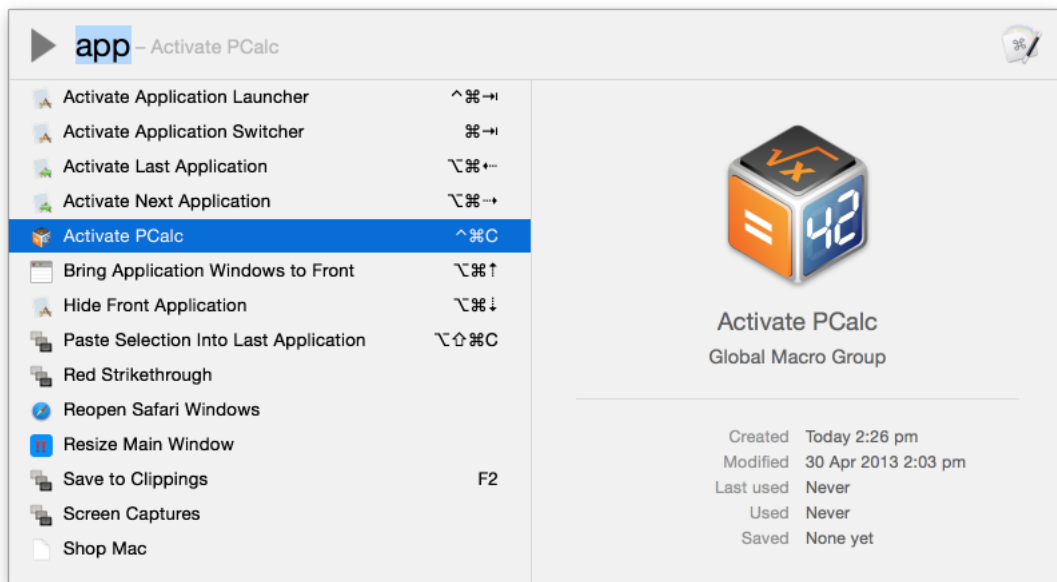 app – Activate PCalc
Activate Application Launcher ^⌘⇥
Activate Application Switcher ⌘⇥
Activate Last Application ⌥⌘⇠
Activate Next Application ⌥⌘⇢
Activate PCalc ^⌘C
Bring Application Windows to Front ⌥⌘↑
Hide Front Application ⌥⌘⇣
Paste Selection Into Last Application ⌥⇧⌘C
Red Strikethrough
Reopen Safari Windows
Resize Main Window
Save to Clippings F2
Screen Captures
Shop Mac
√x
=
42
Activate PCalc
Global Macro Group
Created Today 2:26 pm
Modified 30 Apr 2013 2:03 pm
Last used Never
Used Never
Saved None yet